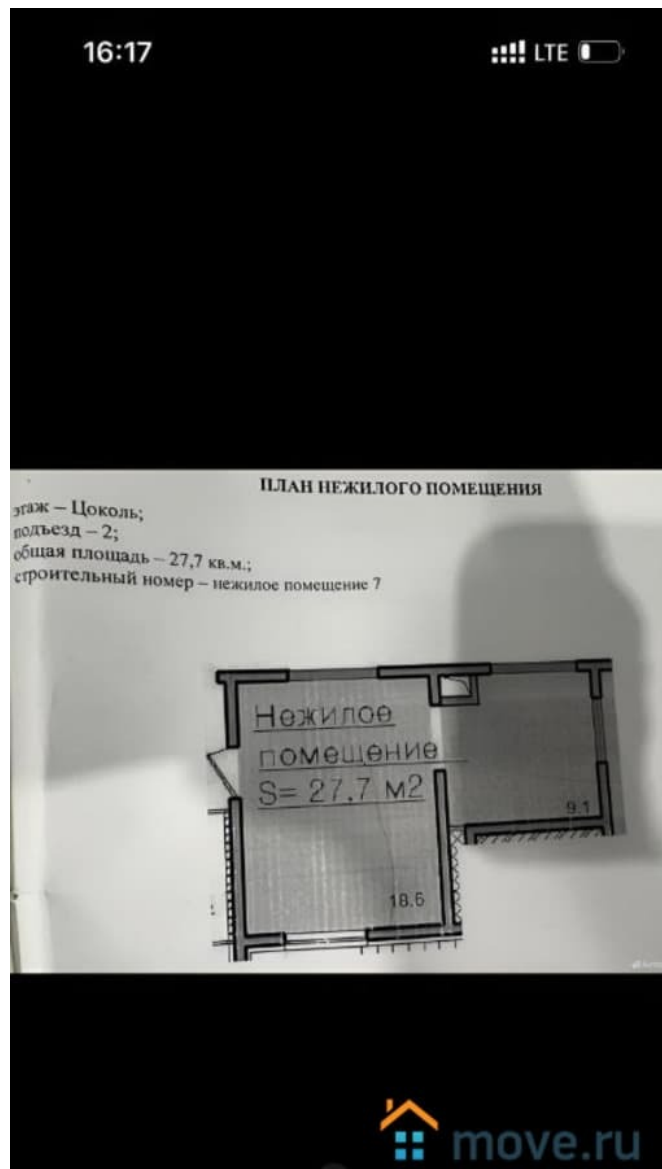 16:17
LTE
ПЛАН НЕЖИЛОГО ПОМЕЩЕНИЯ
этаж – Цоколь;
подъезд – 2;
общая площадь – 27,7 кв.м.;
строительный номер – нежилое помещение 7
Нежилое
помещение
S= 27.7 м2
9.1
18.6
move.ru